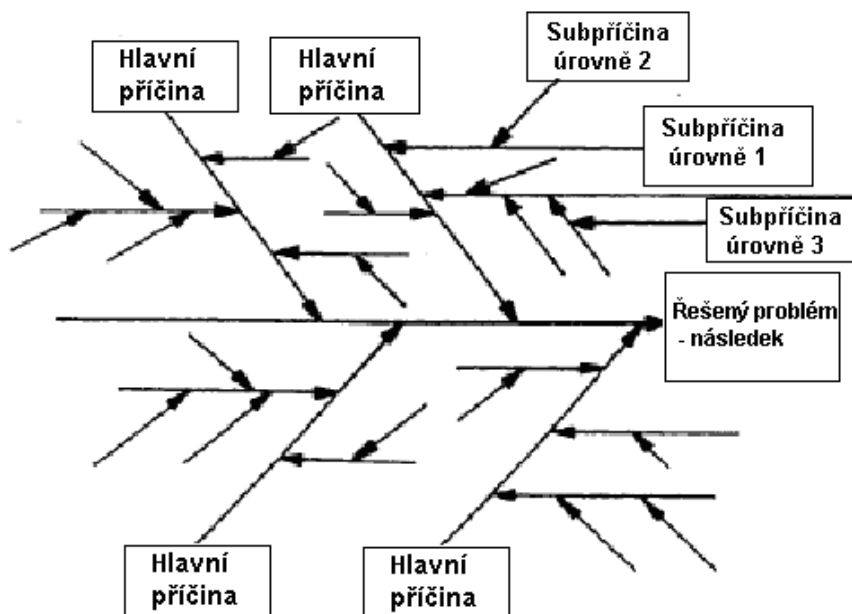 Hlavní
příčina
Hlavní
příčina
Subpříčina
úrovně 2
Subpříčina
úrovně 1
Subpříčina
úrovně 3
Řešený problém
- následek
Hlavní
příčina
Hlavní
příčina